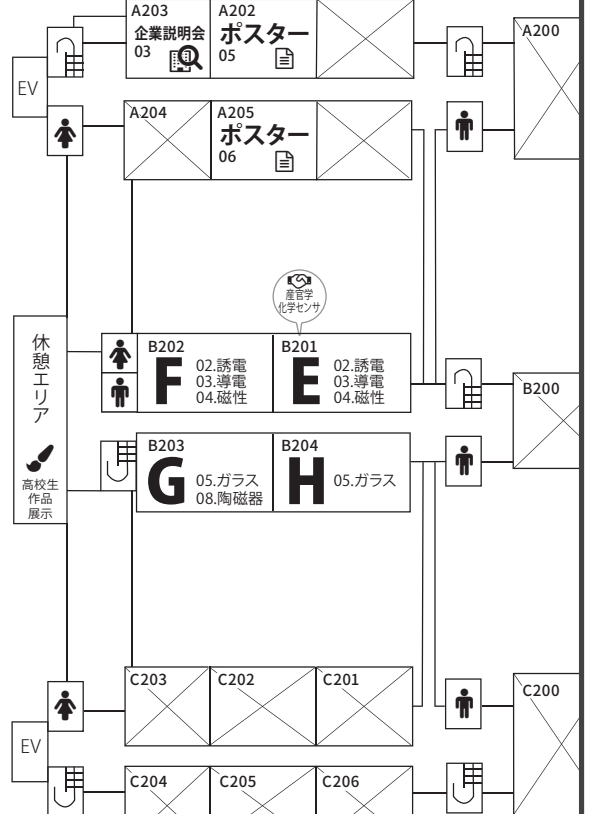 A203
企業説明会
03
A202
ポスター
05
A200
EV
A204
A205
ポスター
06
産官学
化学センサ
休憩エリア
高校生
作品
展示
B202
F
02.誘電
03.導電
04.磁性
B201
E
02.誘電
03.導電
04.磁性
B200
B203
G
05.ガラス
08.陶磁器
B204
H
05.ガラス
C203
C202
C201
C200
EV
C204
C205
C206